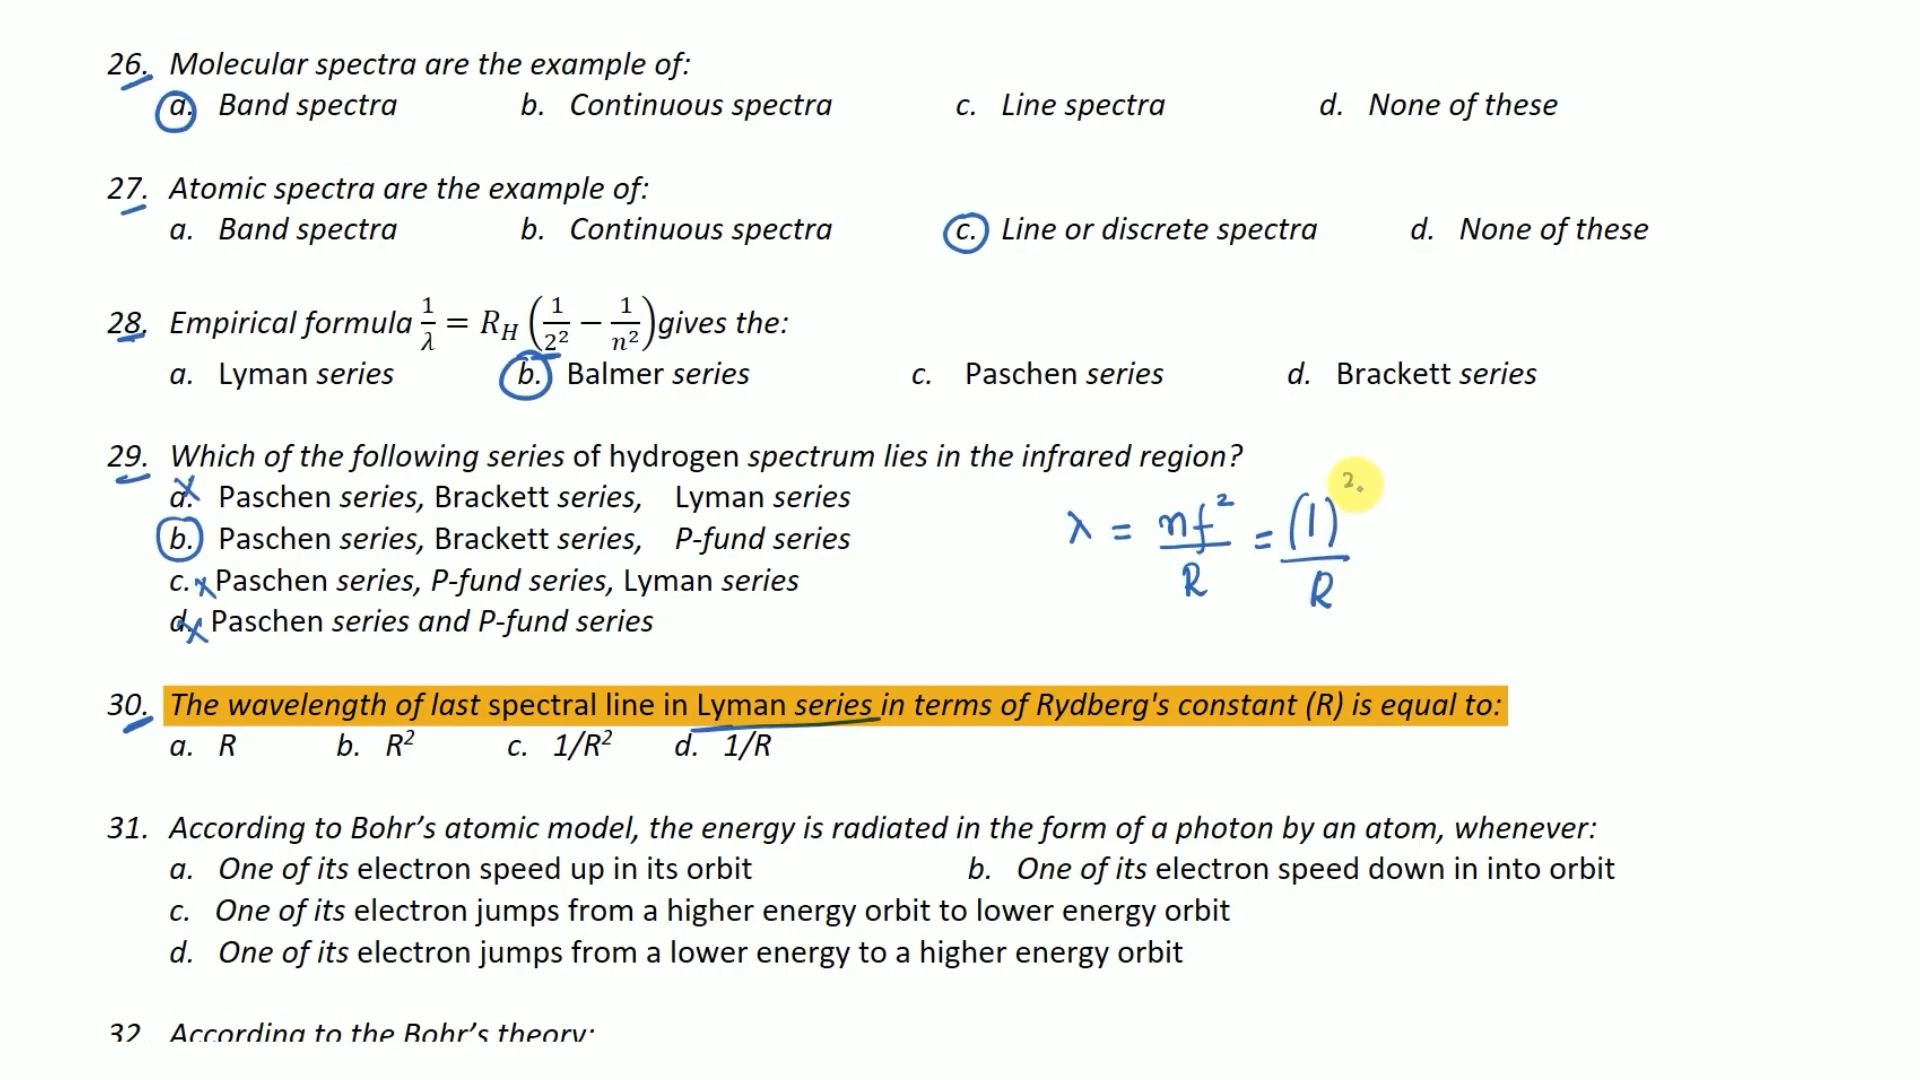 26. Molecular spectra are the example of:
a. Band spectra b. Continuous spectra c. Line spectra d. None of these
27. Atomic spectra are the example of:
a. Band spectra b. Continuous spectra c. Line or discrete spectra d. None of these
28. Empirical formula 1/λ = R_H (1/2² − 1/n²) gives the:
a. Lyman series b. Balmer series c. Paschen series d. Brackett series
29. Which of the following series of hydrogen spectrum lies in the infrared region?
a. Paschen series, Brackett series, Lyman series
b. Paschen series, Brackett series, P-fund series
c. Paschen series, P-fund series, Lyman series
d. Paschen series and P-fund series
λ = nf²/R = (1)²/R
30. The wavelength of last spectral line in Lyman series in terms of Rydberg's constant (R) is equal to:
a. R b. R² c. 1/R² d. 1/R
31. According to Bohr’s atomic model, the energy is radiated in the form of a photon by an atom, whenever:
a. One of its electron speed up in its orbit b. One of its electron speed down in into orbit
c. One of its electron jumps from a higher energy orbit to lower energy orbit
d. One of its electron jumps from a lower energy to a higher energy orbit
32. According to the Bohr’s theory: